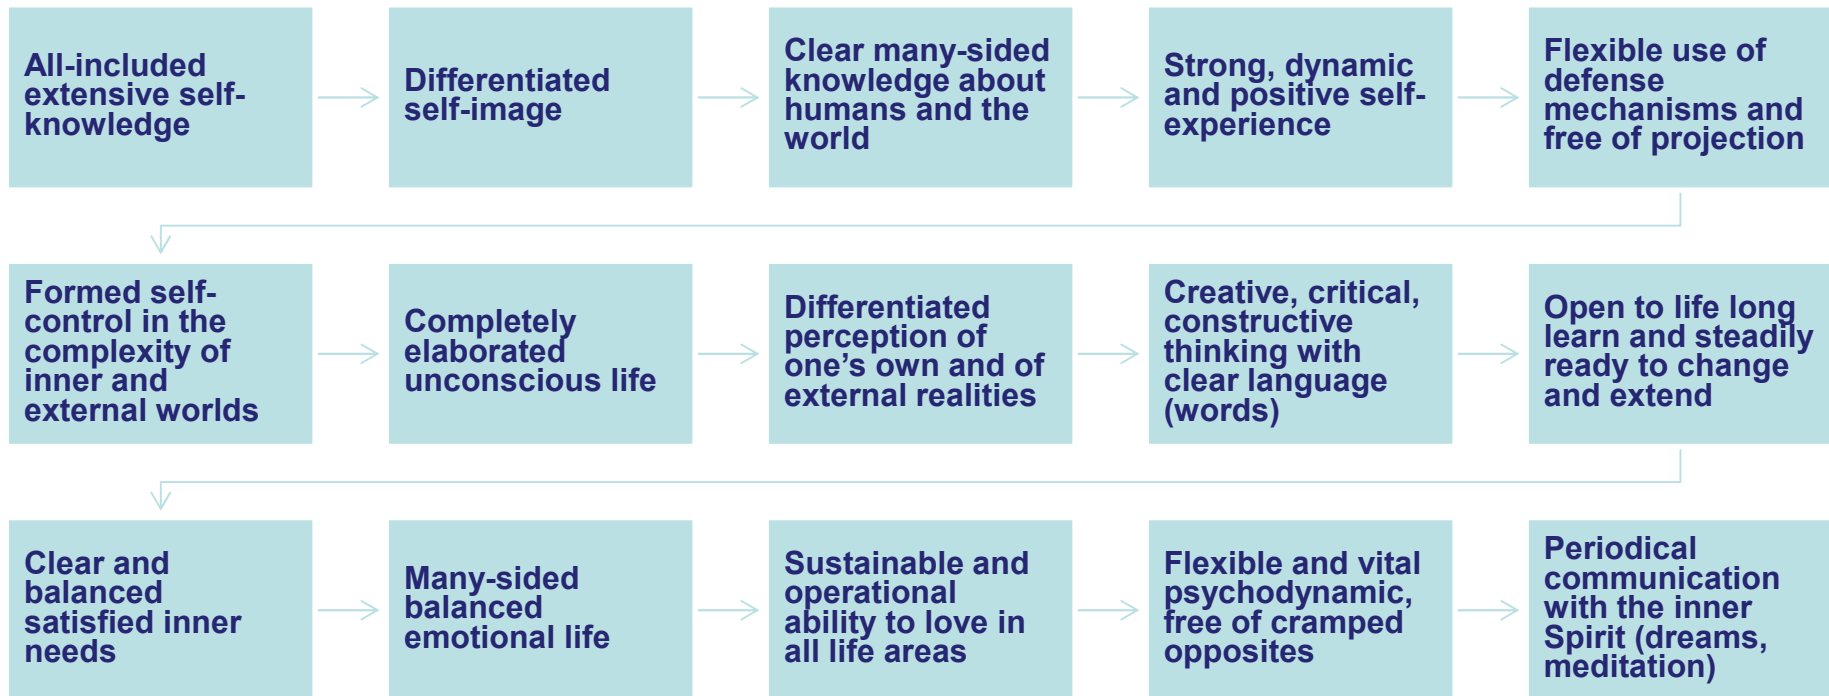 All-included
extensive self-
knowledge
Differentiated
self-image
Clear many-sided
knowledge about
humans and the
world
Strong, dynamic
and positive self-
experience
Flexible use of
defense
mechanisms and
free of projection
Formed self-
control in the
complexity of
inner and
external worlds
Completely
elaborated
unconscious life
Differentiated
perception of
one’s own and of
external realities
Creative, critical,
constructive
thinking with
clear language
(words)
Open to life long
learn and steadily
ready to change
and extend
Clear and
balanced
satisfied inner
needs
Many-sided
balanced
emotional life
Sustainable and
operational
ability to love in
all life areas
Flexible and vital
psychodynamic,
free of cramped
opposites
Periodical
communication
with the inner
Spirit (dreams,
meditation)